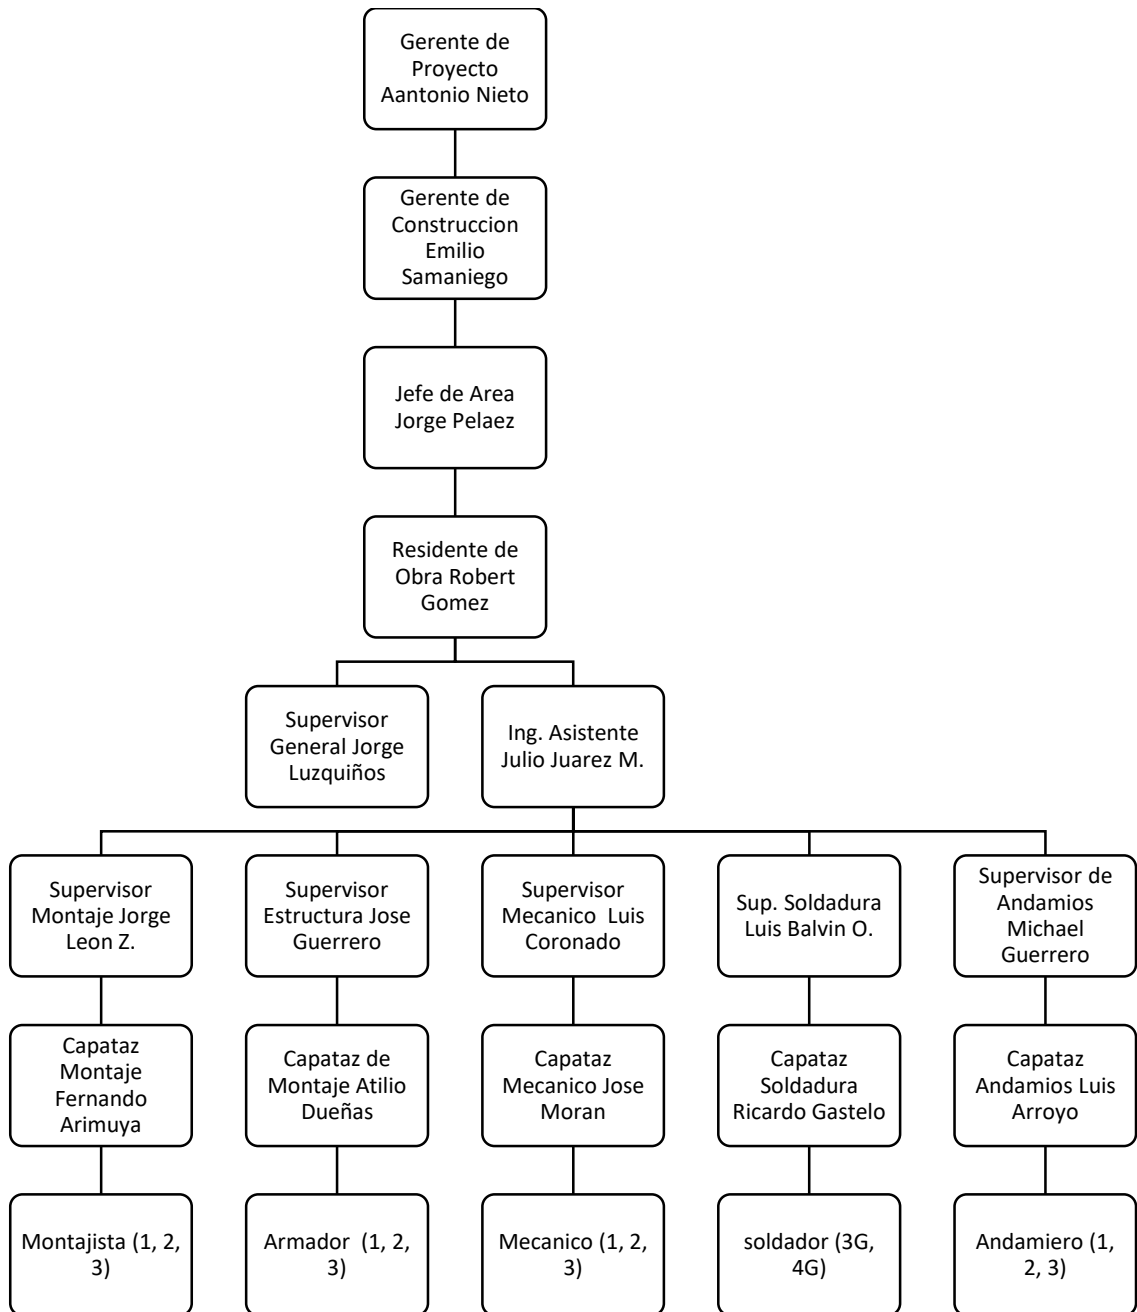 Gerente de
Proyecto
Aantonio Nieto
Gerente de
Construccion
Emilio
Samaniego
Jefe de Area
Jorge Pelaez
Residente de
Obra Robert
Gomez
Supervisor
General Jorge
Luzquiños
Ing. Asistente
Julio Juarez M.
Supervisor
Montaje Jorge
Leon Z.
Supervisor
Estructura Jose
Guerrero
Supervisor
Mecanico  Luis
Coronado
Sup. Soldadura
Luis Balvin O.
Supervisor de
Andamios
Michael
Guerrero
Capataz
Montaje
Fernando
Arimuya
Capataz de
Montaje Atilio
Dueñas
Capataz
Mecanico Jose
Moran
Capataz
Soldadura
Ricardo Gastelo
Capataz
Andamios Luis
Arroyo
Montajista (1, 2,
3)
Armador  (1, 2,
3)
Mecanico (1, 2,
3)
soldador (3G,
4G)
Andamiero (1,
2, 3)